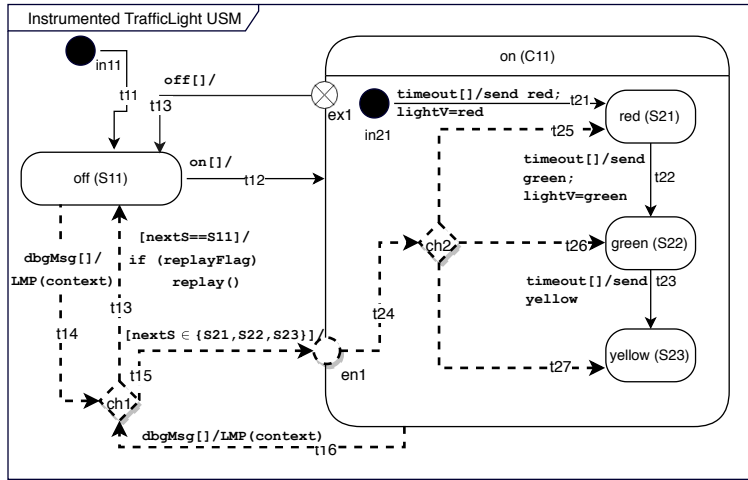 Instrumented TrafficLight USM
in11
t11
off[]/
t13
ex1
on (C11)
in21
timeout[]/send red;
lightV=red
t21
red (S21)
t25
off (S11)
on[]/
t12
timeout[]/send
green;
lightV=green
t22
ch2
t26
green (S22)
dbgMsg[]/
LMP(context)
t14
[nextS==S11]/
if (replayFlag)
replay()
t13
t24
timeout[]/send
yellow
t23
[nextS ∈ {S21,S22,S23}]/
t15
en1
t27
yellow (S23)
ch1
dbgMsg[]/LMP(context)
t16